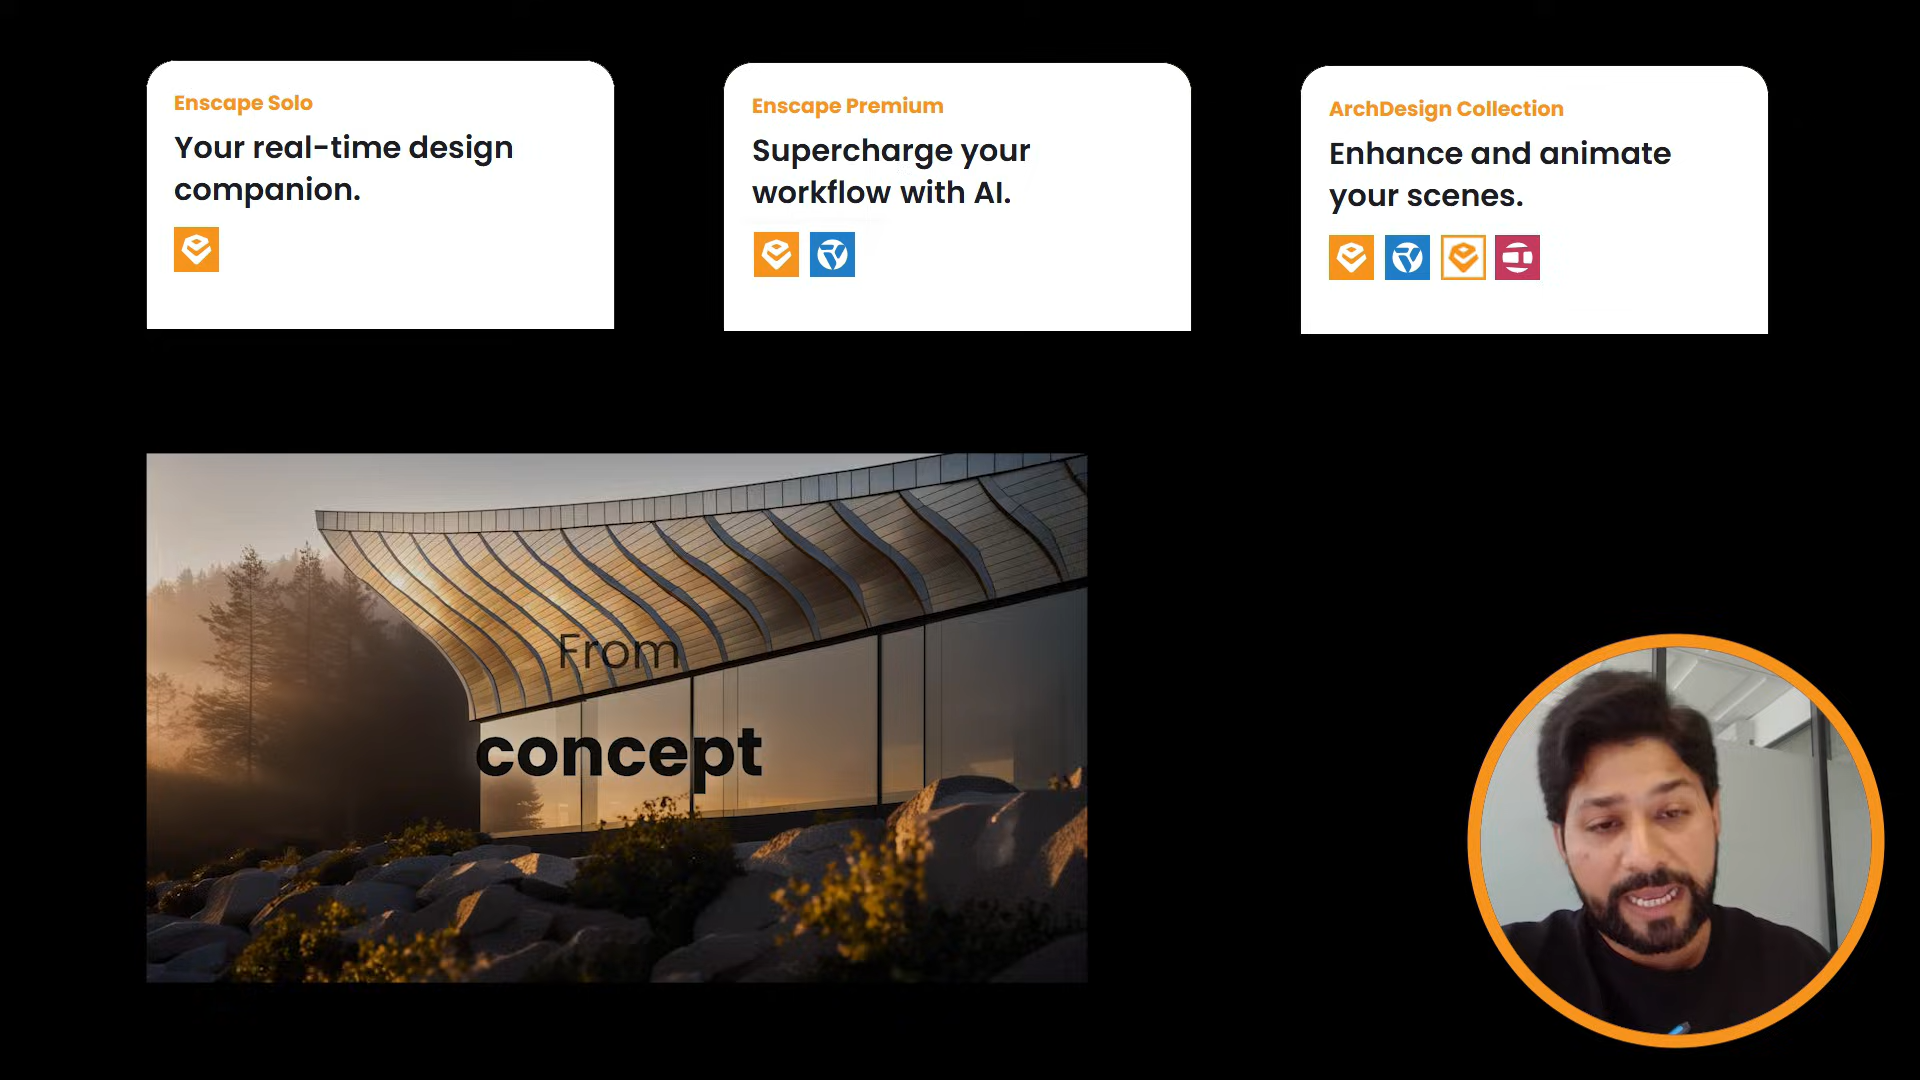 Enscape Solo
Your real-time design
companion.
Enscape Premium
Supercharge your
workflow with AI.
ArchDesign Collection
Enhance and animate
your scenes.
From
concept